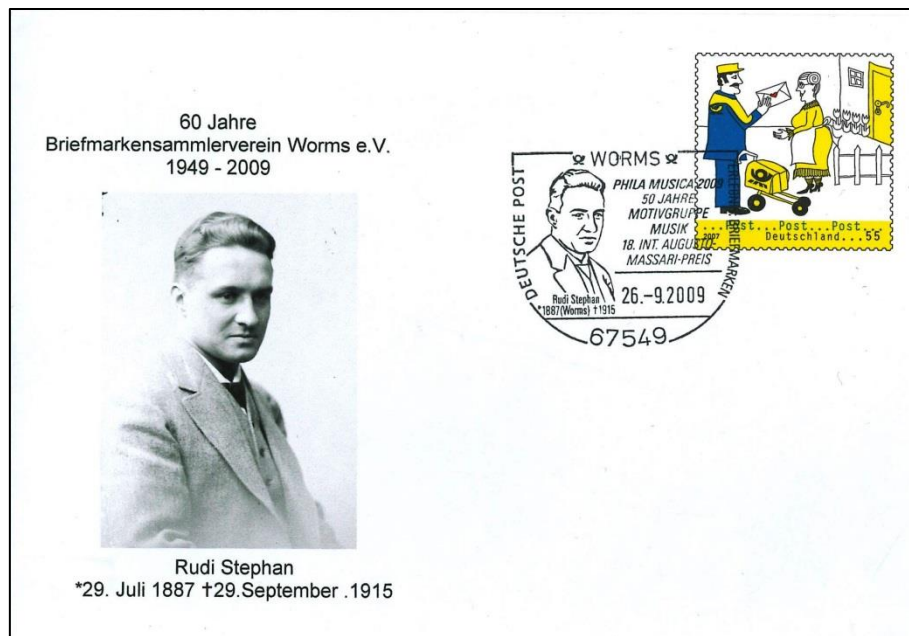 60 Jahre
Briefmarkensammlerverein Worms e.V.
1949 - 2009
Rudi Stephan
*29. Juli 1887 †29.September .1915
WORMS
DEUTSCHE POST
PHILA MUSICA 2009
50 JAHRE
MOTIVGRUPPE
MUSIK
18. INT. AUGUSTO-
MASSARI-PREIS
ERLEBNIS: BRIEFMARKEN
Rudi Stephan
*1887(Worms) †1915
26.-9.2009
67549
...Post...Post...Post...
2007 Deutschland...55